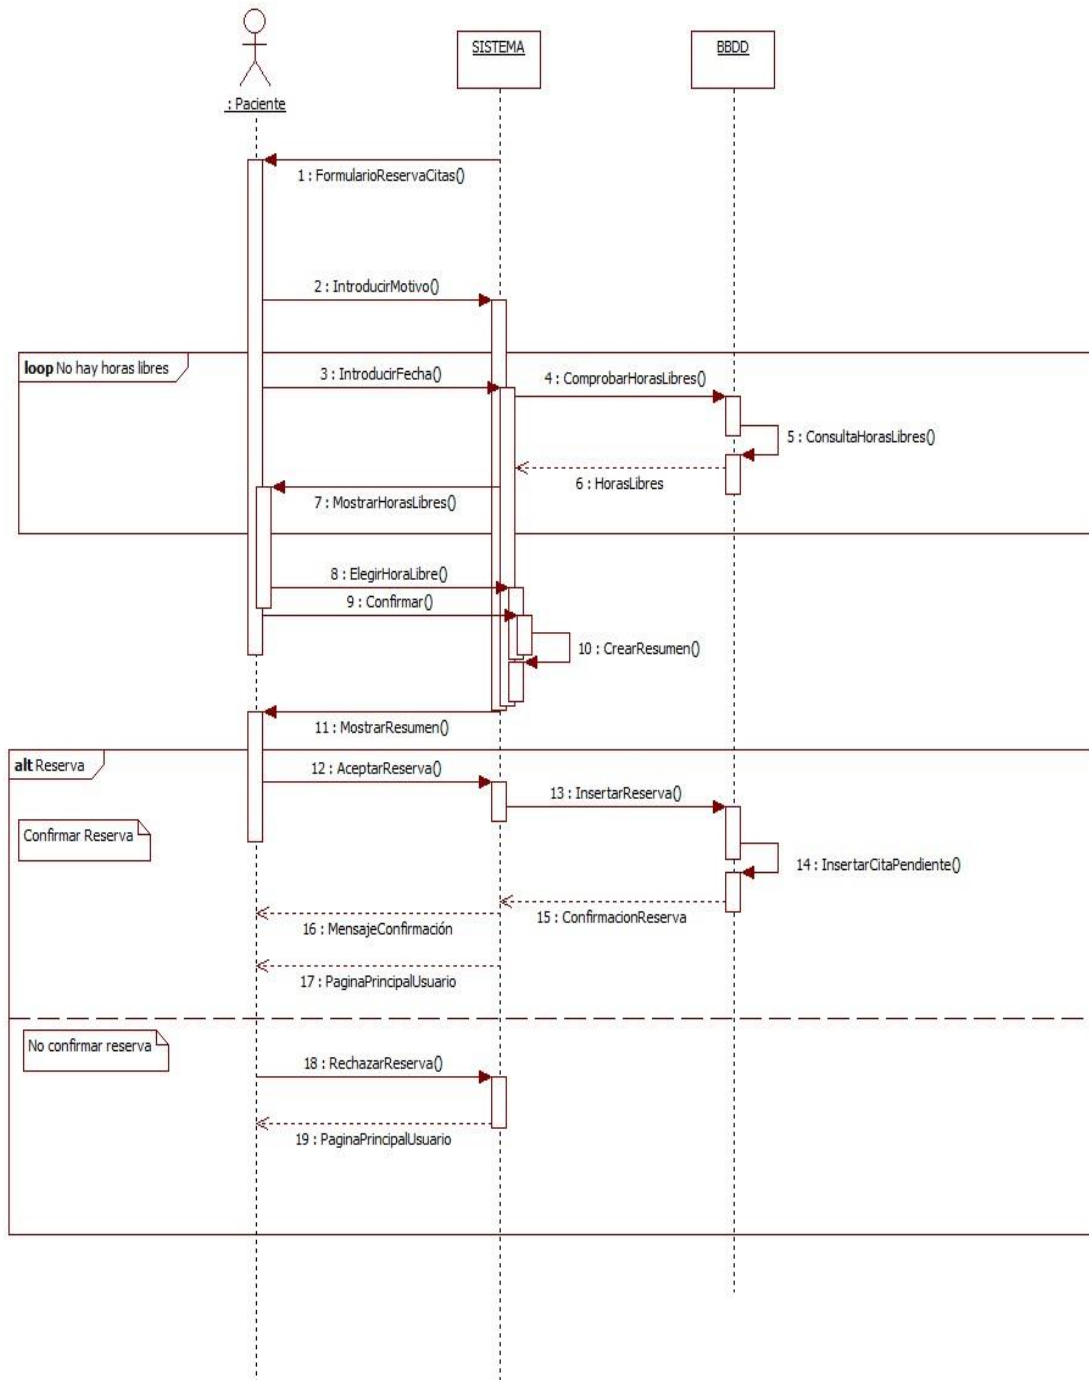 SISTEMA
BBDD
: Paciente
1 : FormularioReservaCitas()
2 : IntroducirMotivo()
loop No hay horas libres
3 : IntroducirFecha()
4 : ComprobarHorasLibres()
5 : ConsultaHorasLibres()
6 : HorasLibres
7 : MostrarHorasLibres()
8 : ElegirHoraLibre()
9 : Confirmar()
10 : CrearResumen()
11 : MostrarResumen()
alt Reserva
12 : AceptarReserva()
13 : InsertarReserva()
Confirmar Reserva
14 : InsertarCitaPendiente()
15 : ConfirmacionReserva
16 : MensajeConfirmación
17 : PaginaPrincipalUsuario
No confirmar reserva
18 : RechazarReserva()
19 : PaginaPrincipalUsuario